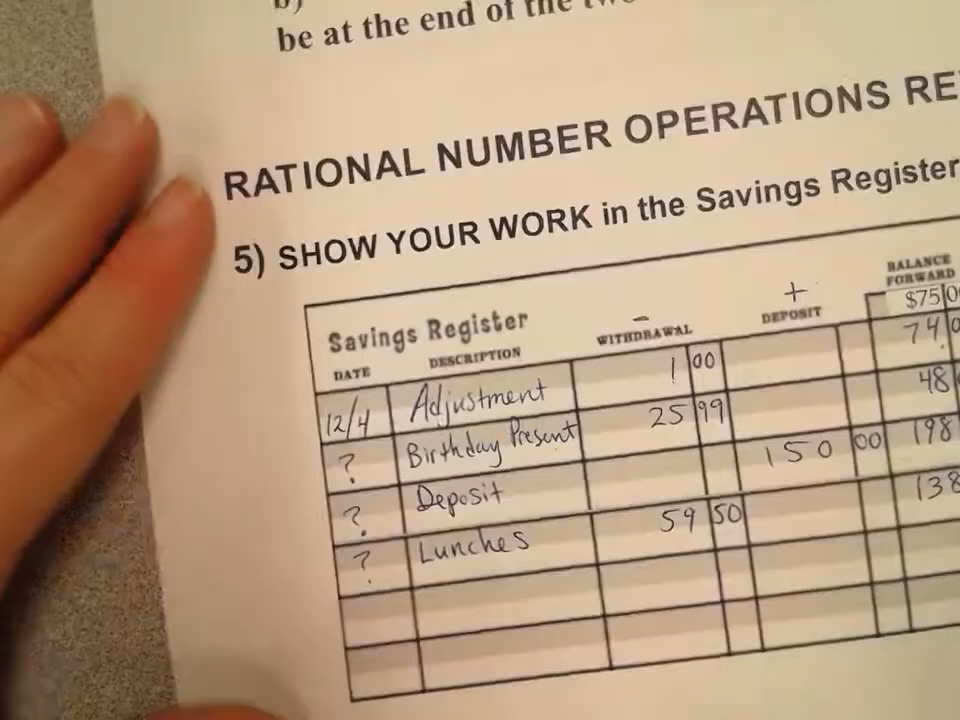 b)
be at the end of the
RATIONAL NUMBER OPERATIONS RE
5) SHOW YOUR WORK in the Savings Register
Savings Register
DATE DESCRIPTION − WITHDRAWAL + DEPOSIT BALANCE FORWARD
$75 0
12/4 Adjustment 1 00 74 0
? Birthday Present 25 99 48
? Deposit 150 00 198
? Lunches 59 50 138